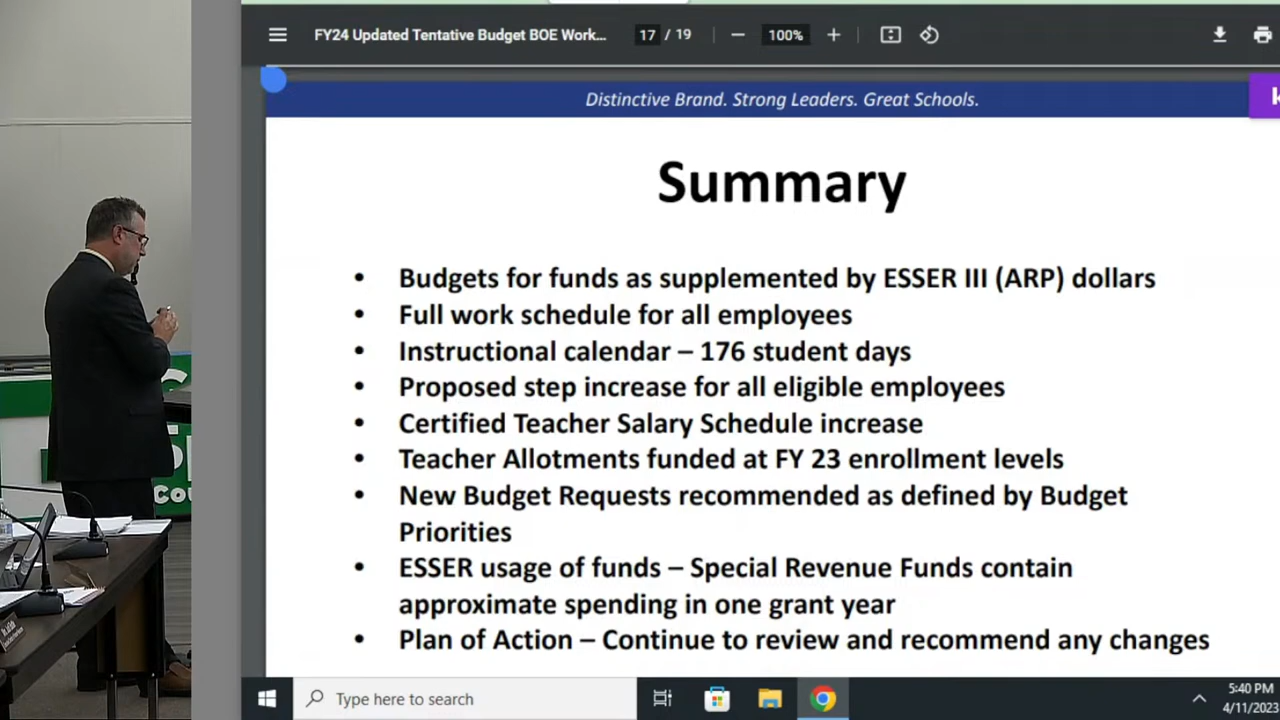 FY24 Updated Tentative Budget BOE Work... 17 / 19 100%
Distinctive Brand. Strong Leaders. Great Schools.
Summary
• Budgets for funds as supplemented by ESSER III (ARP) dollars
• Full work schedule for all employees
• Instructional calendar – 176 student days
• Proposed step increase for all eligible employees
• Certified Teacher Salary Schedule increase
• Teacher Allotments funded at FY 23 enrollment levels
• New Budget Requests recommended as defined by Budget
Priorities
• ESSER usage of funds – Special Revenue Funds contain
approximate spending in one grant year
• Plan of Action – Continue to review and recommend any changes
Type here to search
5:40 PM
4/11/2023